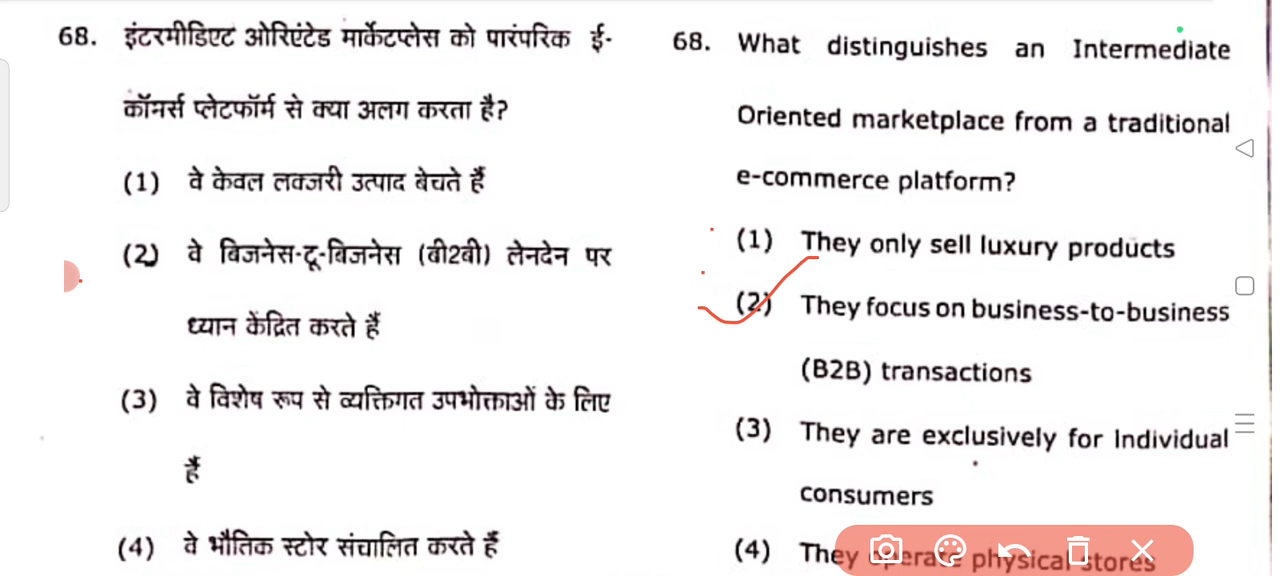 68. इंटरमीडिएट ओरिएंटेड मार्केटप्लेस को पारंपरिक ई-
कॉमर्स प्लेटफॉर्म से क्या अलग करता है?
(1) वे केवल लक्जरी उत्पाद बेचते हैं
(2) वे बिजनेस-टू-बिजनेस (बी2बी) लेनदेन पर
ध्यान केंद्रित करते हैं
(3) वे विशेष रूप से व्यक्तिगत उपभोक्ताओं के लिए
हैं
(4) वे भौतिक स्टोर संचालित करते हैं
68. What distinguishes an Intermediate
Oriented marketplace from a traditional
e-commerce platform?
(1) They only sell luxury products
(2) They focus on business-to-business
(B2B) transactions
(3) They are exclusively for Individual
consumers
(4) They operate physical stores